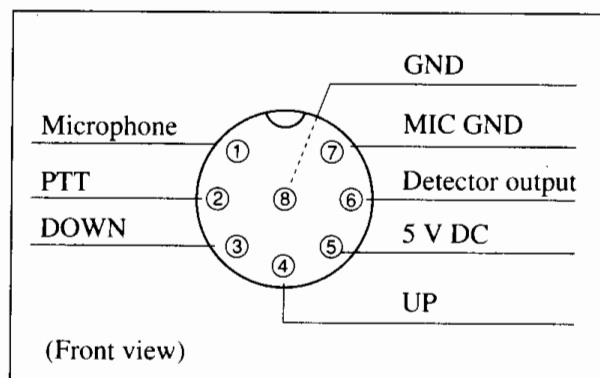 GND
Microphone
MIC GND
① ⑦
PTT
Detector output
② ⑧ ⑥
DOWN
5 V DC
③ ⑤
④
UP
(Front view)